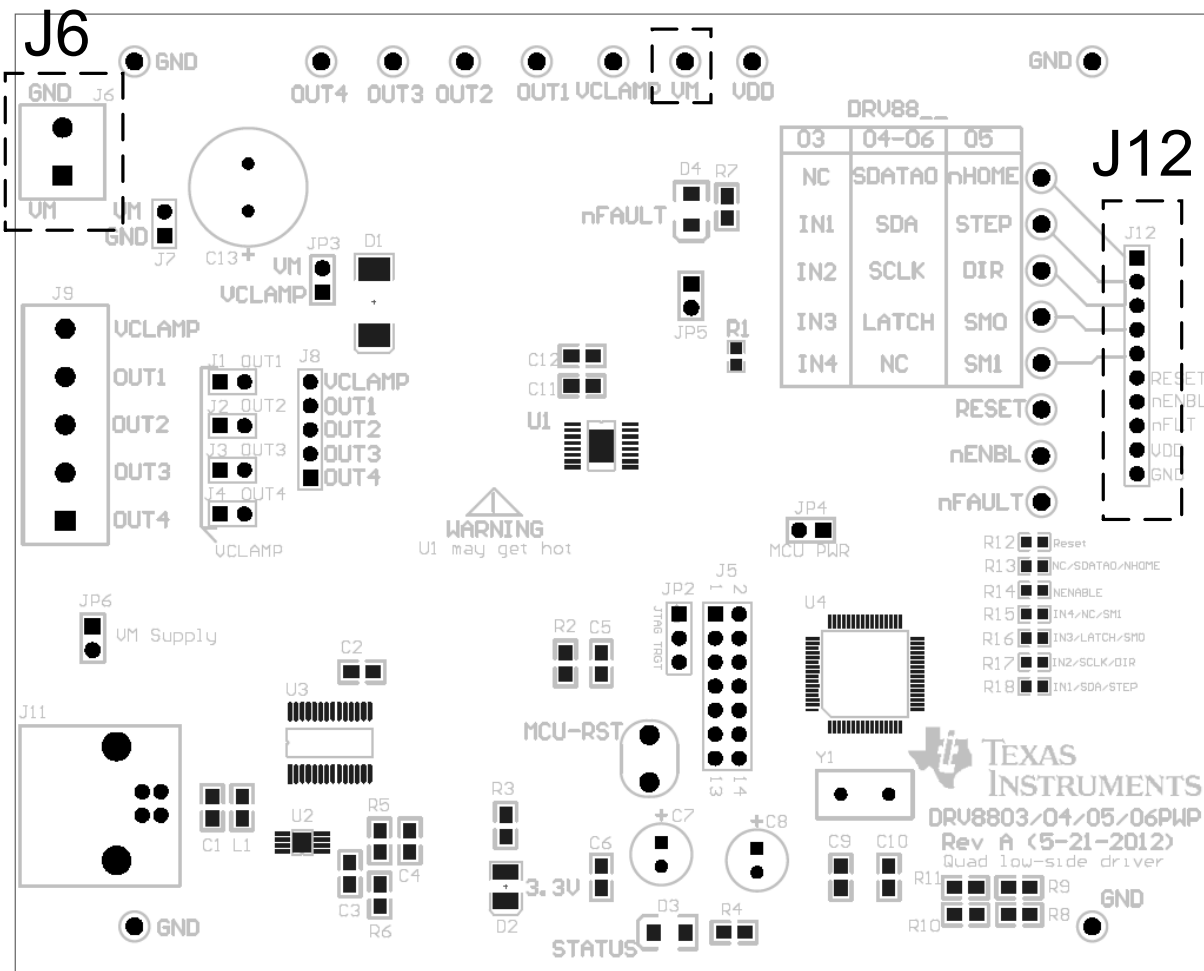 J6
GND
OUT4
OUT3
OUT2
OUT1
VCLAMP
VM
VDD
GND
GND
J6
VM
VM
GND
J7
C13
+
JP3
VM
VCLAMP
D1
+
D4
R7
nFAULT
JP5
R1
DRV88__
03 04-06 05
NC SDATAO nHOME
IN1 SDA STEP
IN2 SCLK DIR
IN3 LATCH SM0
IN4 NC SM1
RESET
nENBL
nFAULT
J12
J12
RESET
nENBL
nFLT
VDD
GND
J9
VCLAMP
OUT1
OUT2
OUT3
OUT4
J1 OUT1
J2 OUT2
J3 OUT3
J4 OUT4
VCLAMP
J8
VCLAMP
OUT1
OUT2
OUT3
OUT4
C12
C11
U1
WARNING
U1 may get hot
JP4
MCU PWR
R12 Reset
R13 NC/SDATAO/NHOME
R14 NENABLE
R15 IN4/NC/SM1
R16 IN3/LATCH/SM0
R17 IN2/SCLK/DIR
R18 IN1/SDA/STEP
JP6
VM Supply
C2
U3
R2
C5
JP2
JTAG TRGT
J5
1 2
13 14
U4
J11
MCU-RST
Y1
TEXAS
INSTRUMENTS
DRV8803/04/05/06PWP
Rev A (5-21-2012)
Quad low-side driver
C1
L1
U2
R5
C4
C3
R6
R3
D2
+
3.3V
C6
+C7
+C8
C9
C10
R11
R9
R10
R8
D3
R4
STATUS
GND
GND